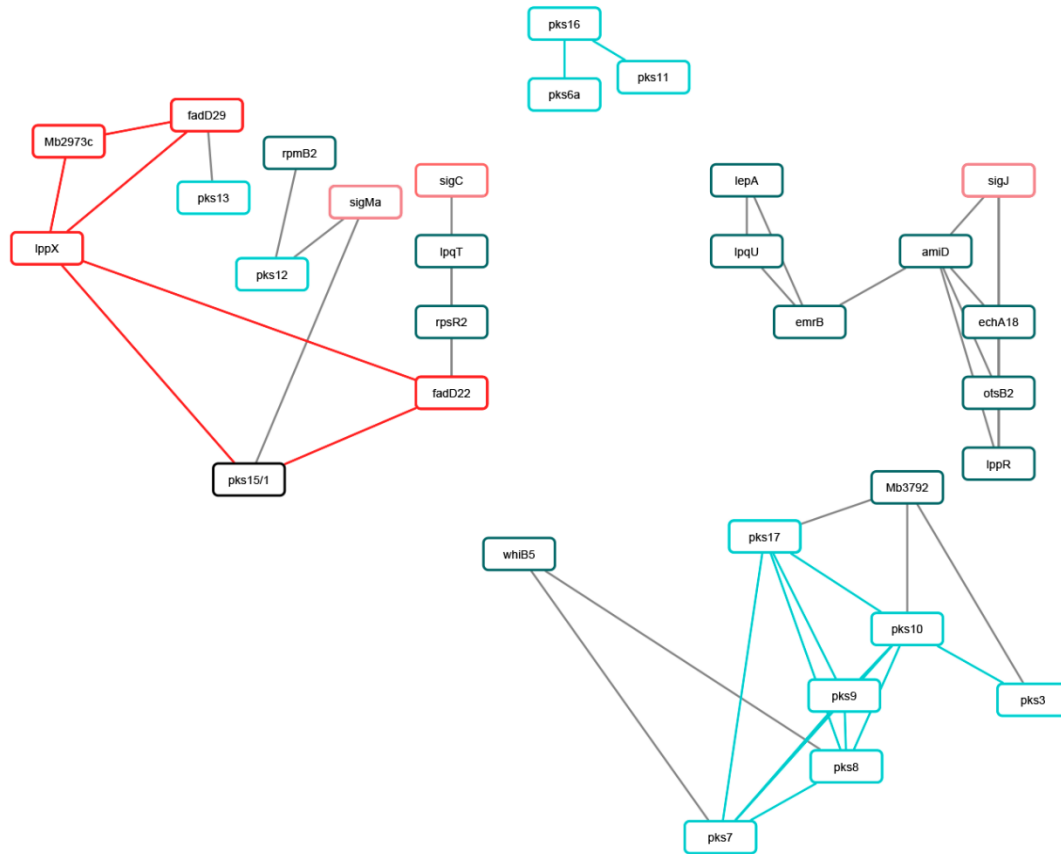 pks16
pks11
pks6a
fadD29
Mb2973c
rpmB2
pks13
sigMa
sigC
lepA
sigJ
lppX
pks12
lpqT
lpqU
amiD
rpsR2
emrB
echA18
fadD22
otsB2
pks15/1
lppR
Mb3792
pks17
whiB5
pks10
pks9
pks3
pks8
pks7